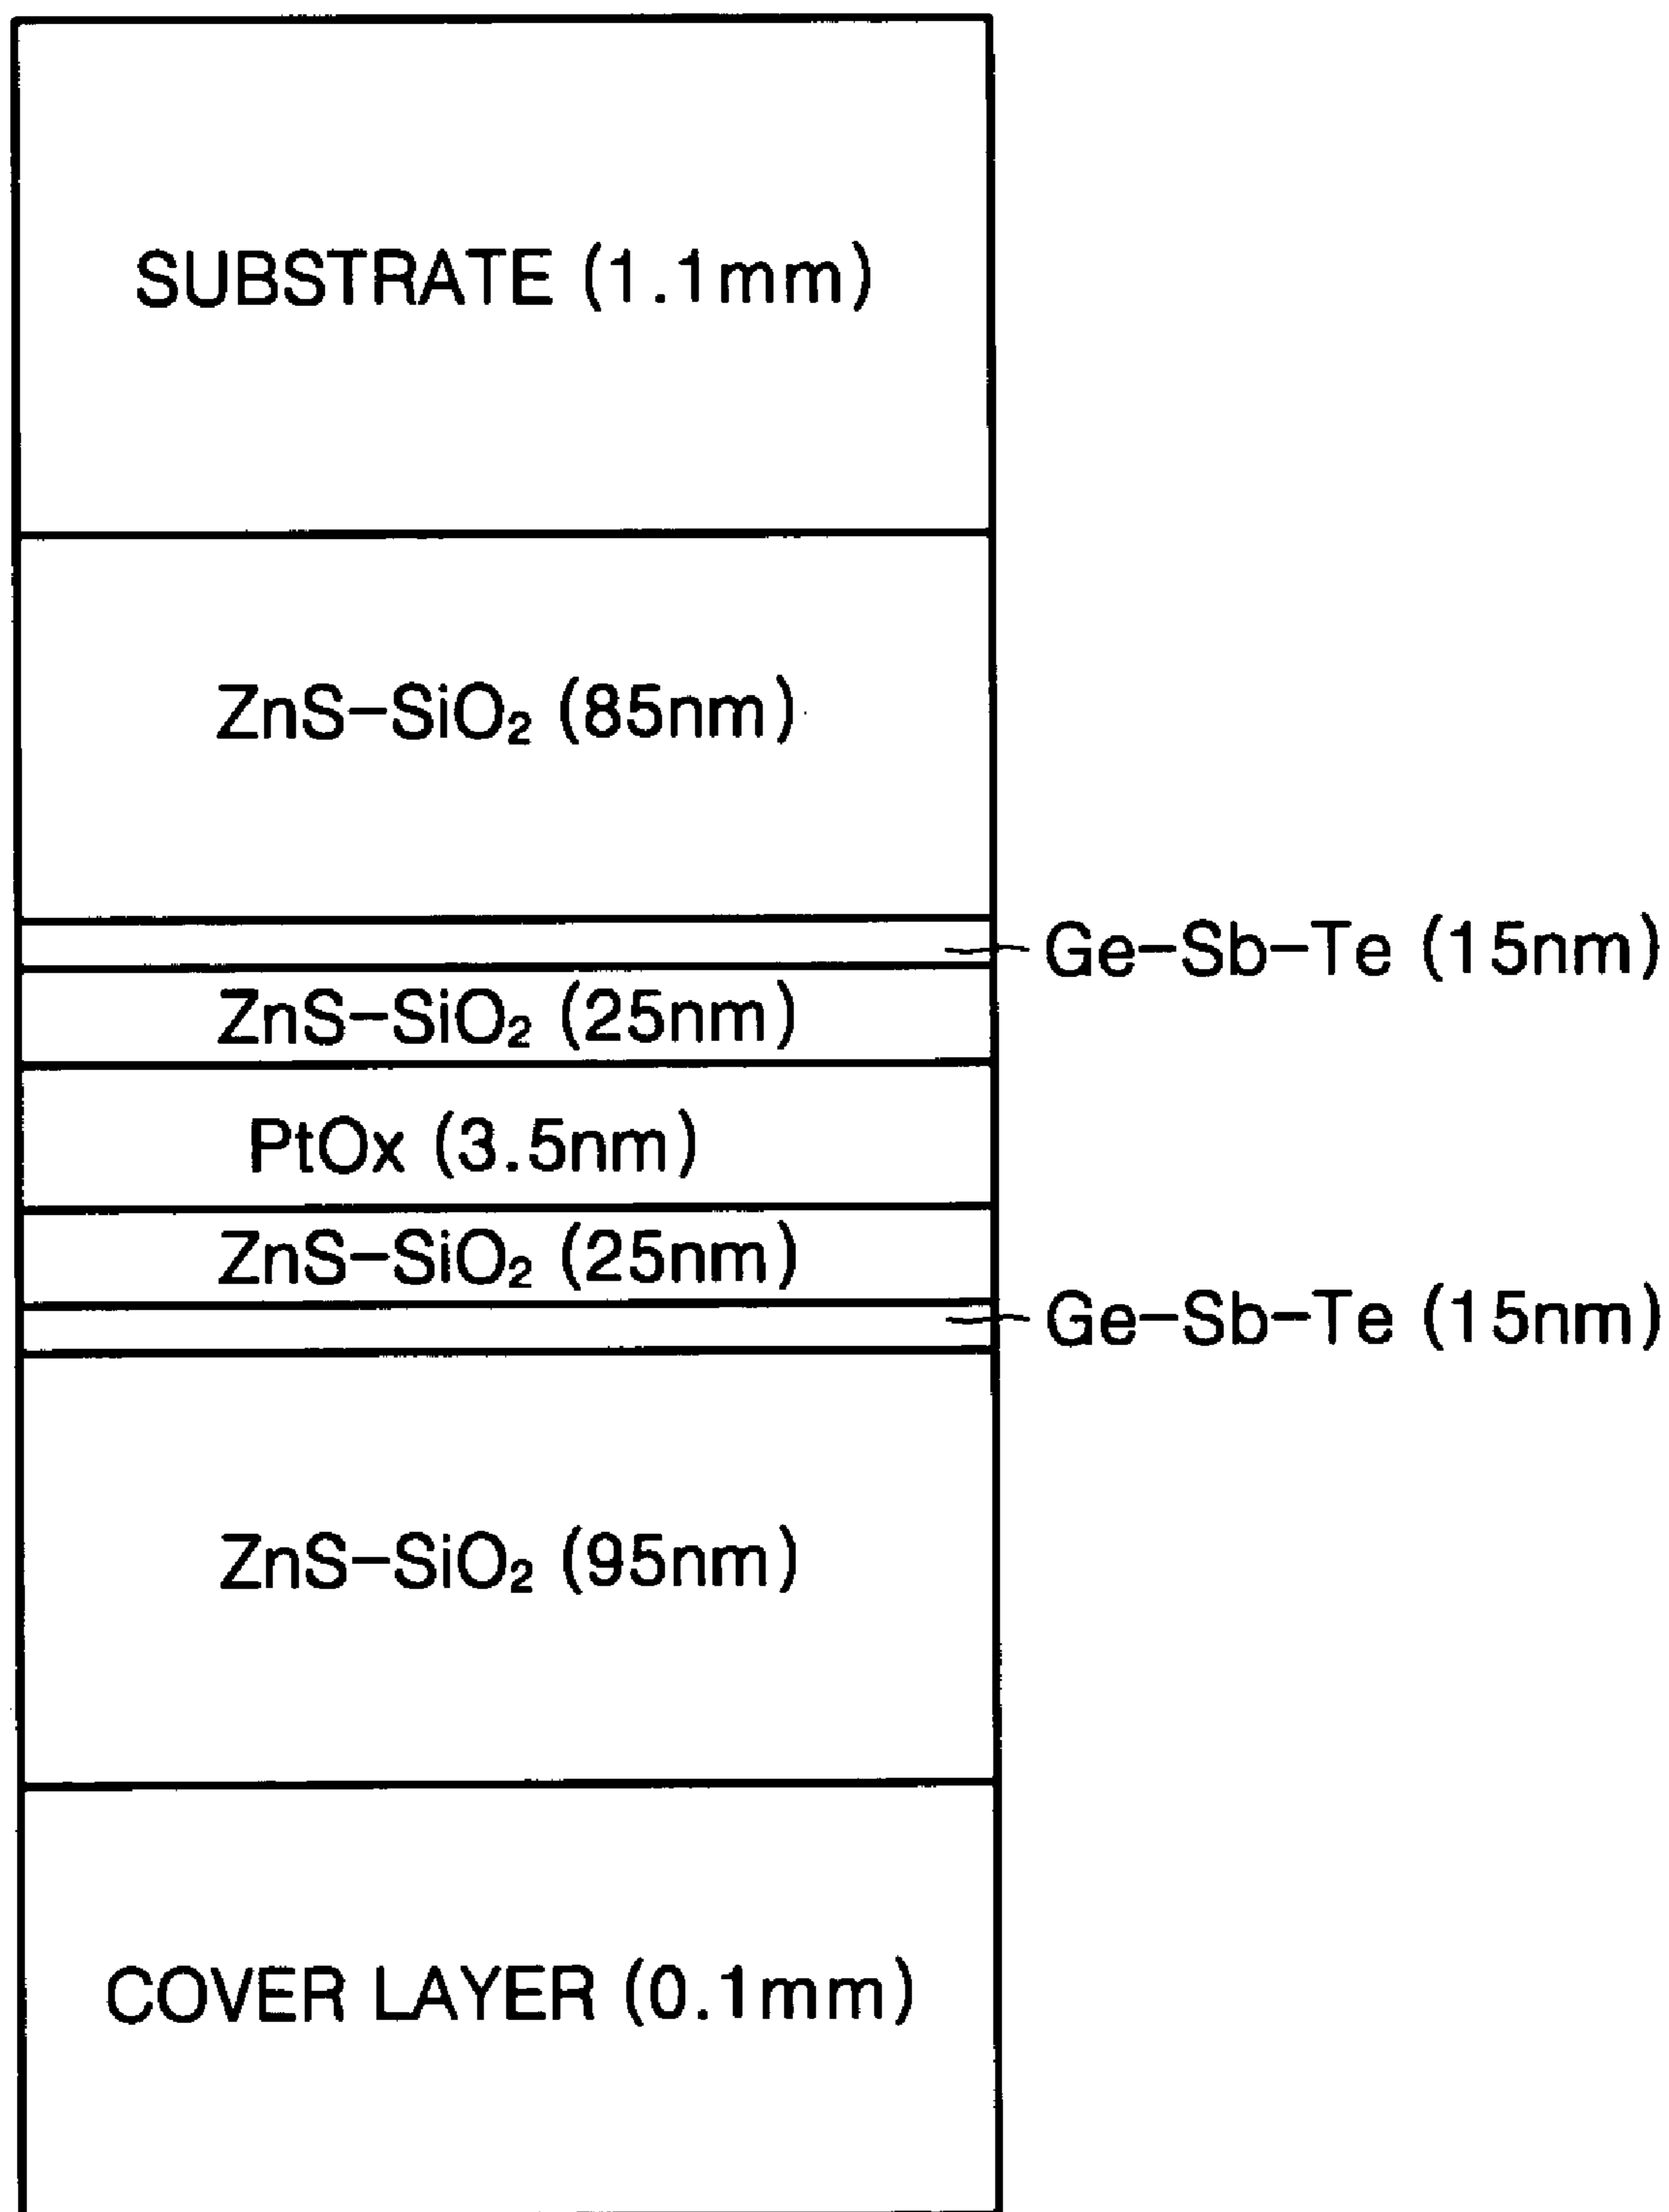 SUBSTRATE (1.1mm)
ZnS-SiO₂ (85nm)
Ge-Sb-Te (15nm)
ZnS-SiO₂ (25nm)
PtOx (3.5nm)
ZnS-SiO₂ (25nm)
Ge-Sb-Te (15nm)
ZnS-SiO₂ (95nm)
COVER LAYER (0.1mm)